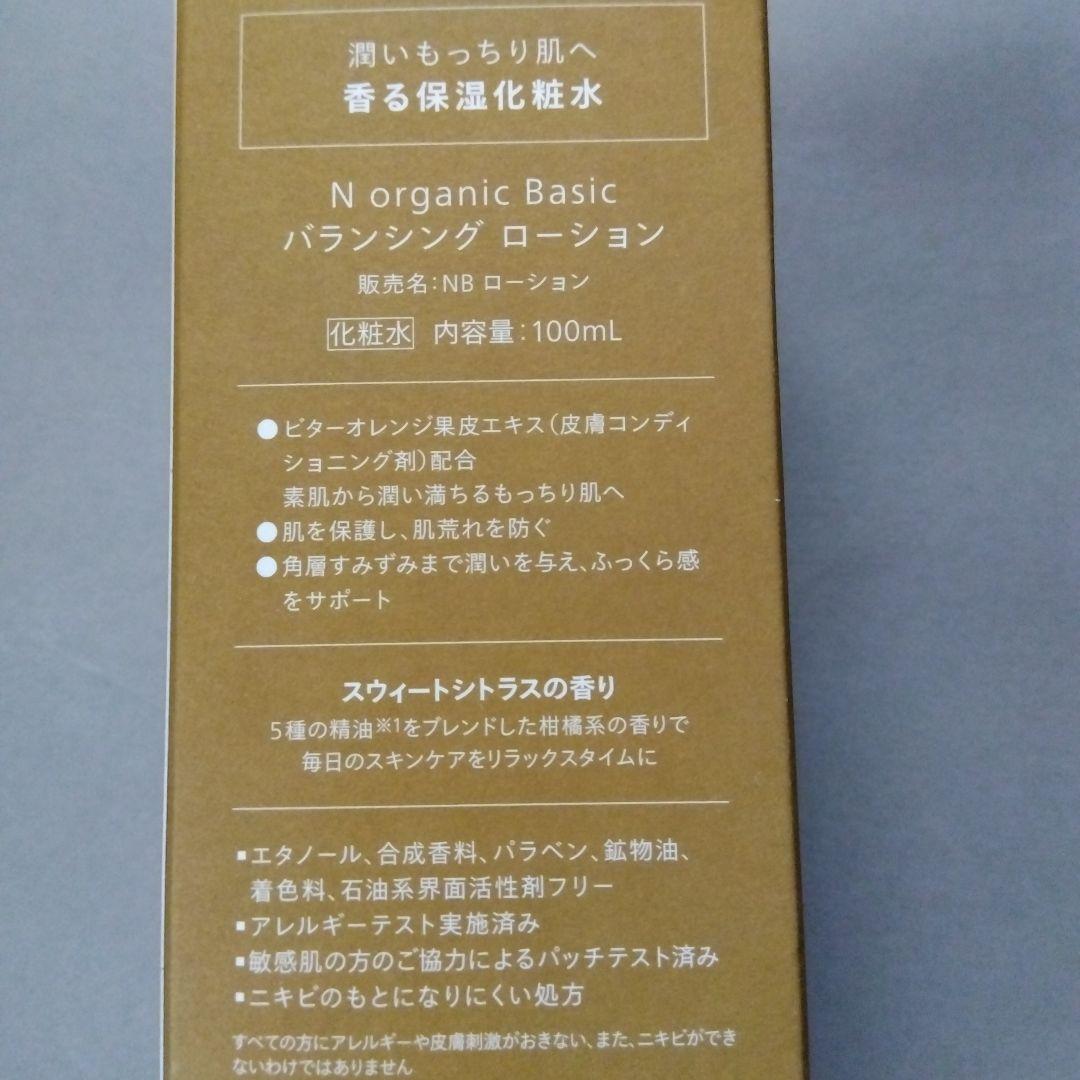 潤いもっちり肌へ
香る保湿化粧水
N organic Basic
バランシング ローション
販売名：NB ローション
化粧水 内容量：100mL
●ビターオレンジ果皮エキス（皮膚コンディ
ショニング剤）配合
素肌から潤い満ちるもっちり肌へ
●肌を保護し、肌荒れを防ぐ
●角層すみずみまで潤いを与え、ふっくら感
をサポート
スウィートシトラスの香り
5種の精油※1をブレンドした柑橘系の香りで
毎日のスキンケアをリラックスタイムに
▪エタノール、合成香料、パラベン、鉱物油、
着色料、石油系界面活性剤フリー
▪アレルギーテスト実施済み
▪敏感肌の方のご協力によるパッチテスト済み
▪ニキビのもとになりにくい処方
すべての方にアレルギーや皮膚刺激がおきない、また、ニキビができ
ないわけではありません